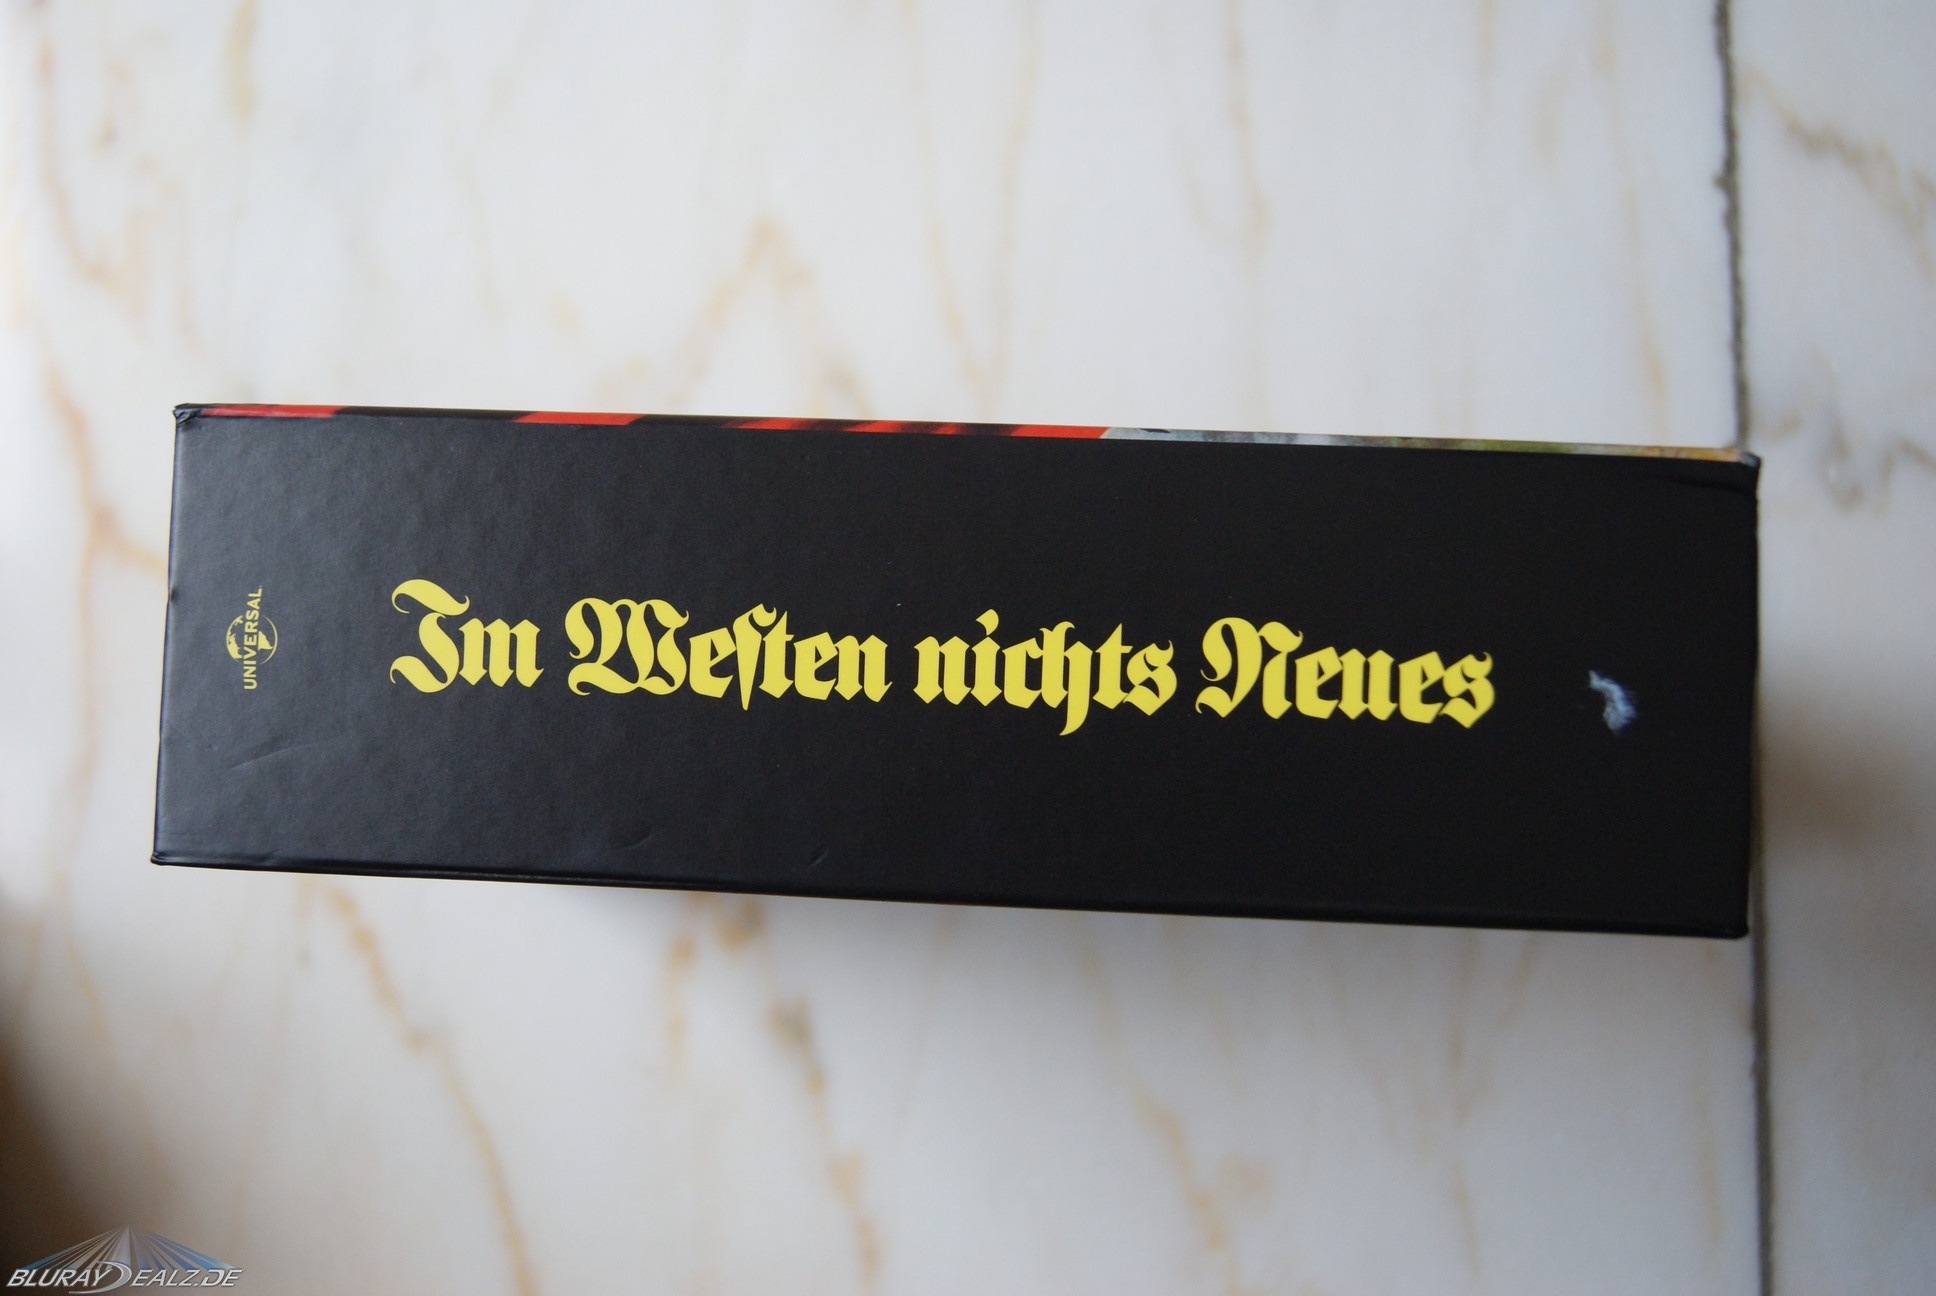 UNIVERSAL
Im Weſten nichts Neues
BLURAYDEALZ.DE